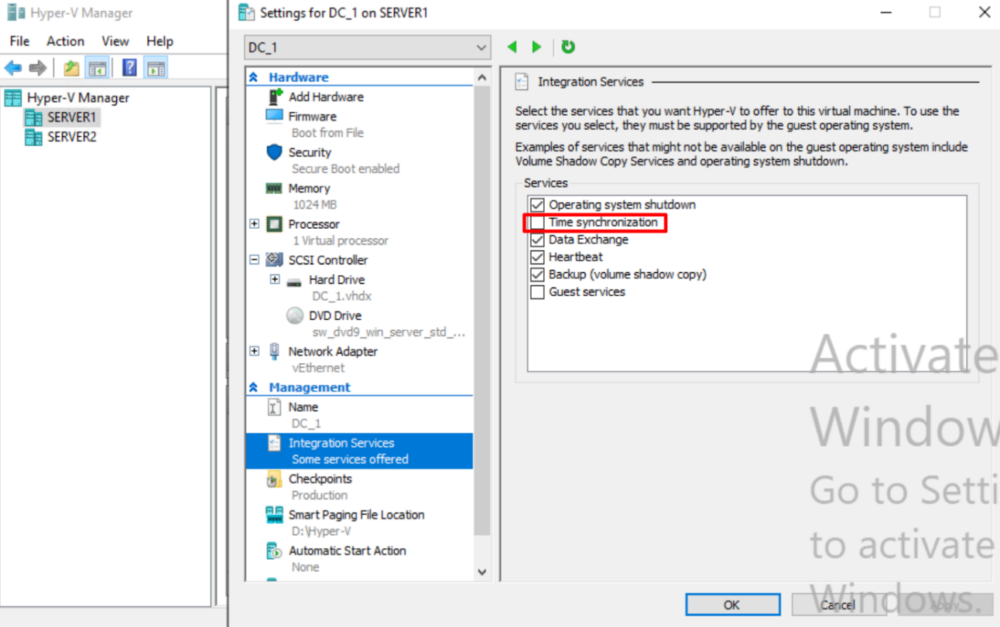 Hyper-V Manager
File Action View Help
Hyper-V Manager
SERVER1
SERVER2
Settings for DC_1 on SERVER1
DC_1
Hardware
Add Hardware
Firmware
Boot from File
Security
Secure Boot enabled
Memory
1024 MB
Processor
1 Virtual processor
SCSI Controller
Hard Drive
DC_1.vhdx
DVD Drive
sw_dvd9_win_server_std_...
Network Adapter
vEthernet
Management
Name
DC_1
Integration Services
Some services offered
Checkpoints
Production
Smart Paging File Location
D:\Hyper-V
Automatic Start Action
None
Integration Services
Select the services that you want Hyper-V to offer to this virtual machine. To use the
services you select, they must be supported by the guest operating system.
Examples of services that might not be available on the guest operating system include
Volume Shadow Copy Services and operating system shutdown.
Services
Operating system shutdown
Time synchronization
Data Exchange
Heartbeat
Backup (volume shadow copy)
Guest services
Activate
Window
Go to Setti
to activate
Windows.
OK
Cancel
Apply